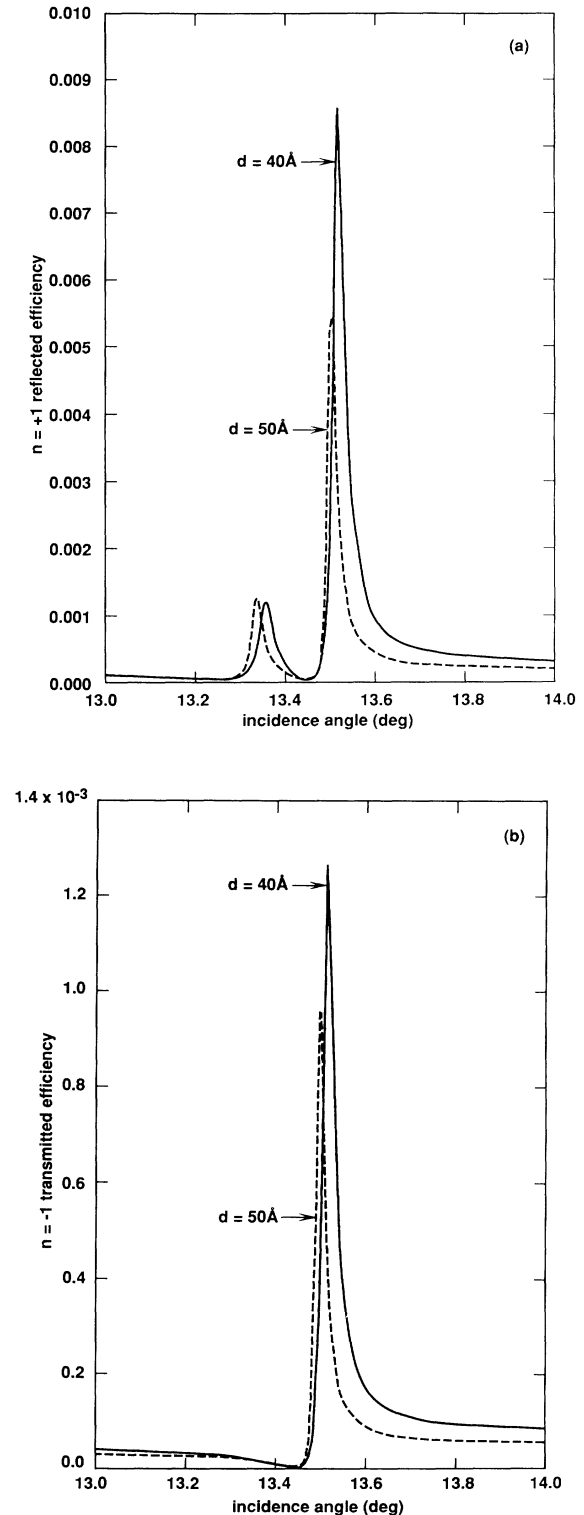 (a)
0.010
0.009
0.008
0.007
0.006
0.005
0.004
0.003
0.002
0.001
0.000
n = +1 reflected efficiency
d = 40Å
d = 50Å
13.0 13.2 13.4 13.6 13.8 14.0
incidence angle (deg)
(b)
1.4 x 10-3
1.2
1.0
0.8
0.6
0.4
0.2
0.0
n = -1 transmitted efficiency
d = 40Å
d = 50Å
13.0 13.2 13.4 13.6 13.8 14.0
incidence angle (deg)